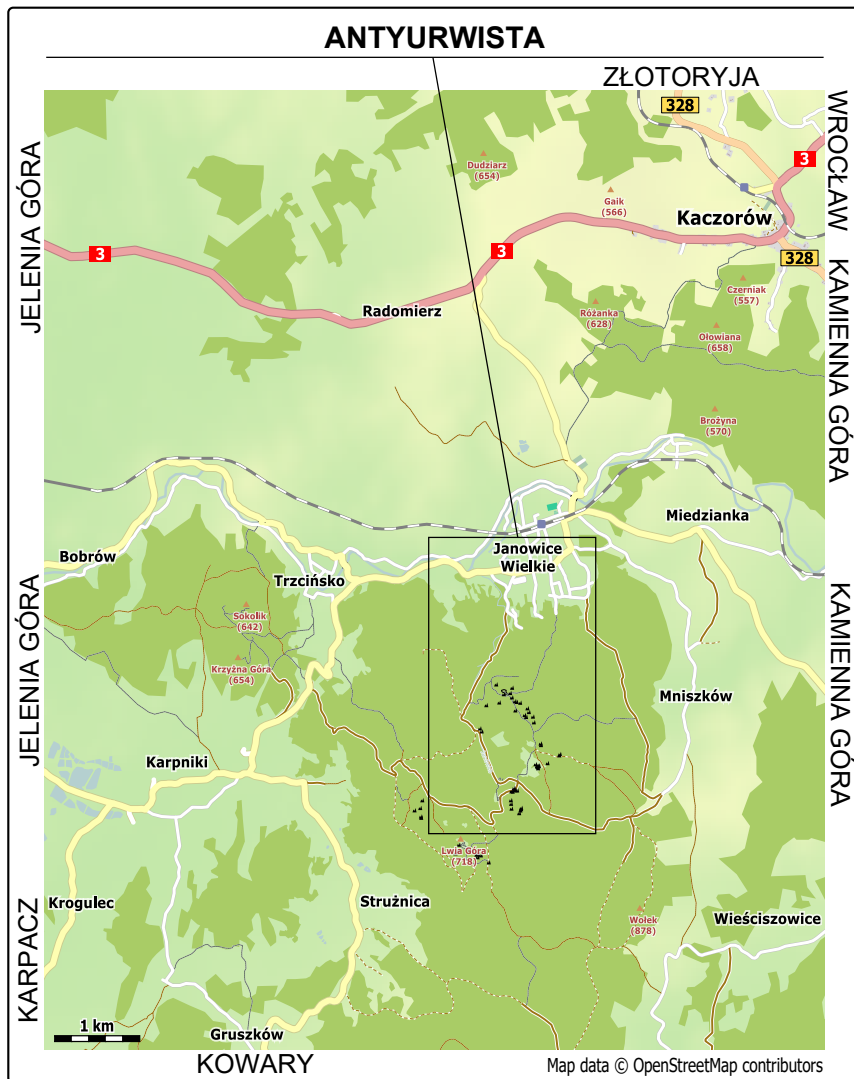 ANTYURWISTA
ZŁOTORYJA
WROCŁAW
JELENIA GÓRA
KAMIENNA GÓRA
328
3
Dudziarz
(654)
Gaik
(566)
Kaczorów
3
3
328
Czerniak
(557)
Radomierz
Różanka
(628)
Ołowiana
(658)
Brożyna
(570)
Miedzianka
Bobrów
Janowice
Wielkie
Trzcińsko
JELENIA GÓRA
KAMIENNA GÓRA
Sokolik
(642)
Krzyżna Góra
(654)
Mniszków
Karpniki
Lwia Góra
(718)
KARPACZ
Krogulec
Strużnica
Wołek
(878)
Wieściszowice
1 km
Gruszków
KOWARY
Map data © OpenStreetMap contributors